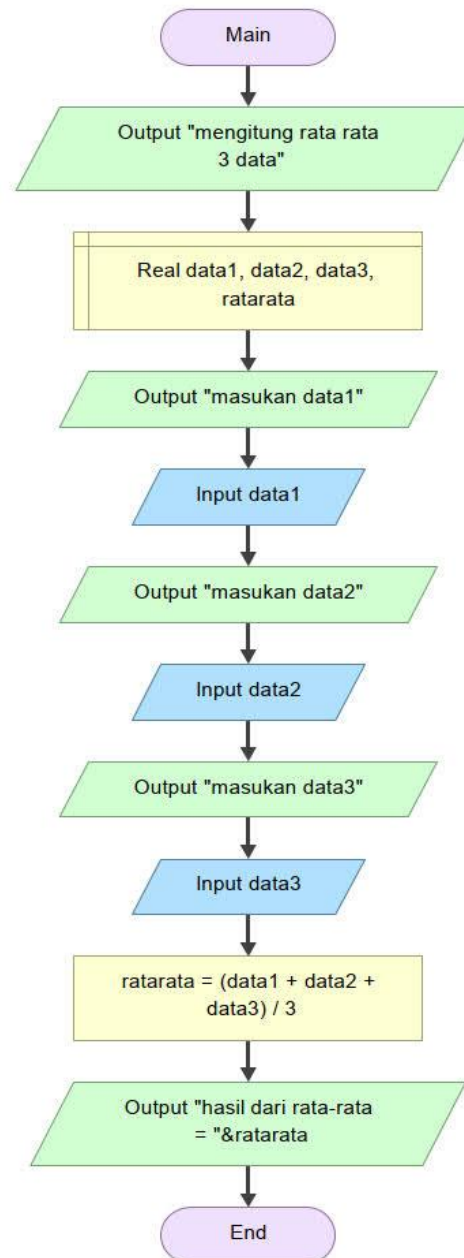 Main
Output "mengitung rata rata
3 data"
Real data1, data2, data3,
ratarata
Output "masukan data1"
Input data1
Output "masukan data2"
Input data2
Output "masukan data3"
Input data3
ratarata = (data1 + data2 +
data3) / 3
Output "hasil dari rata-rata
= "&ratarata
End